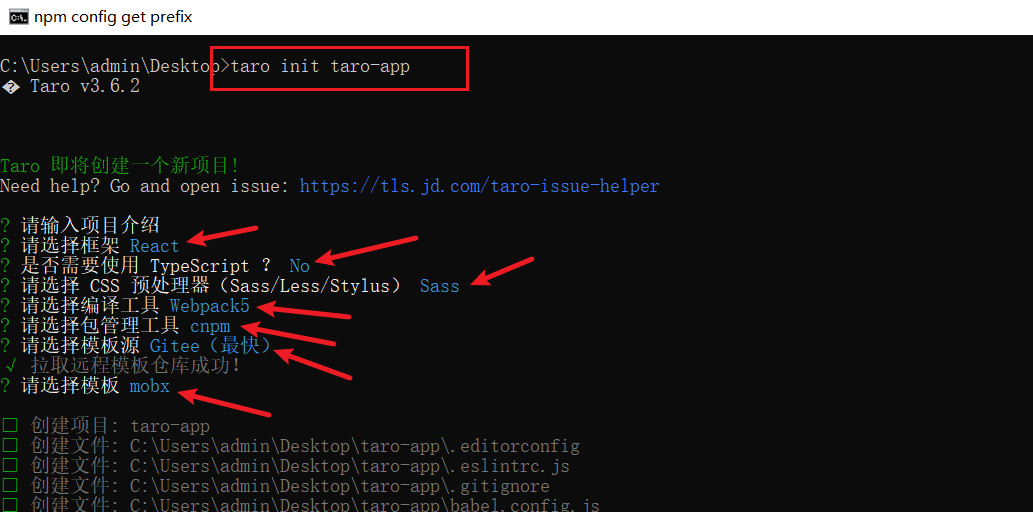 npm config get prefix
C:\Users\admin\Desktop>taro init taro-app
� Taro v3.6.2
Taro 即将创建一个新项目!
Need help? Go and open issue: https://tls.jd.com/taro-issue-helper
? 请输入项目介绍
? 请选择框架 React
? 是否需要使用 TypeScript ? No
? 请选择 CSS 预处理器（Sass/Less/Stylus） Sass
? 请选择编译工具 Webpack5
? 请选择包管理工具 cnpm
? 请选择模板源 Gitee（最快）
√ 拉取远程模板仓库成功!
? 请选择模板 mobx
□ 创建项目: taro-app
□ 创建文件: C:\Users\admin\Desktop\taro-app\.editorconfig
□ 创建文件: C:\Users\admin\Desktop\taro-app\.eslintrc.js
□ 创建文件: C:\Users\admin\Desktop\taro-app\.gitignore
□ 创建文件: C:\Users\admin\Desktop\taro-app\babel.config.js